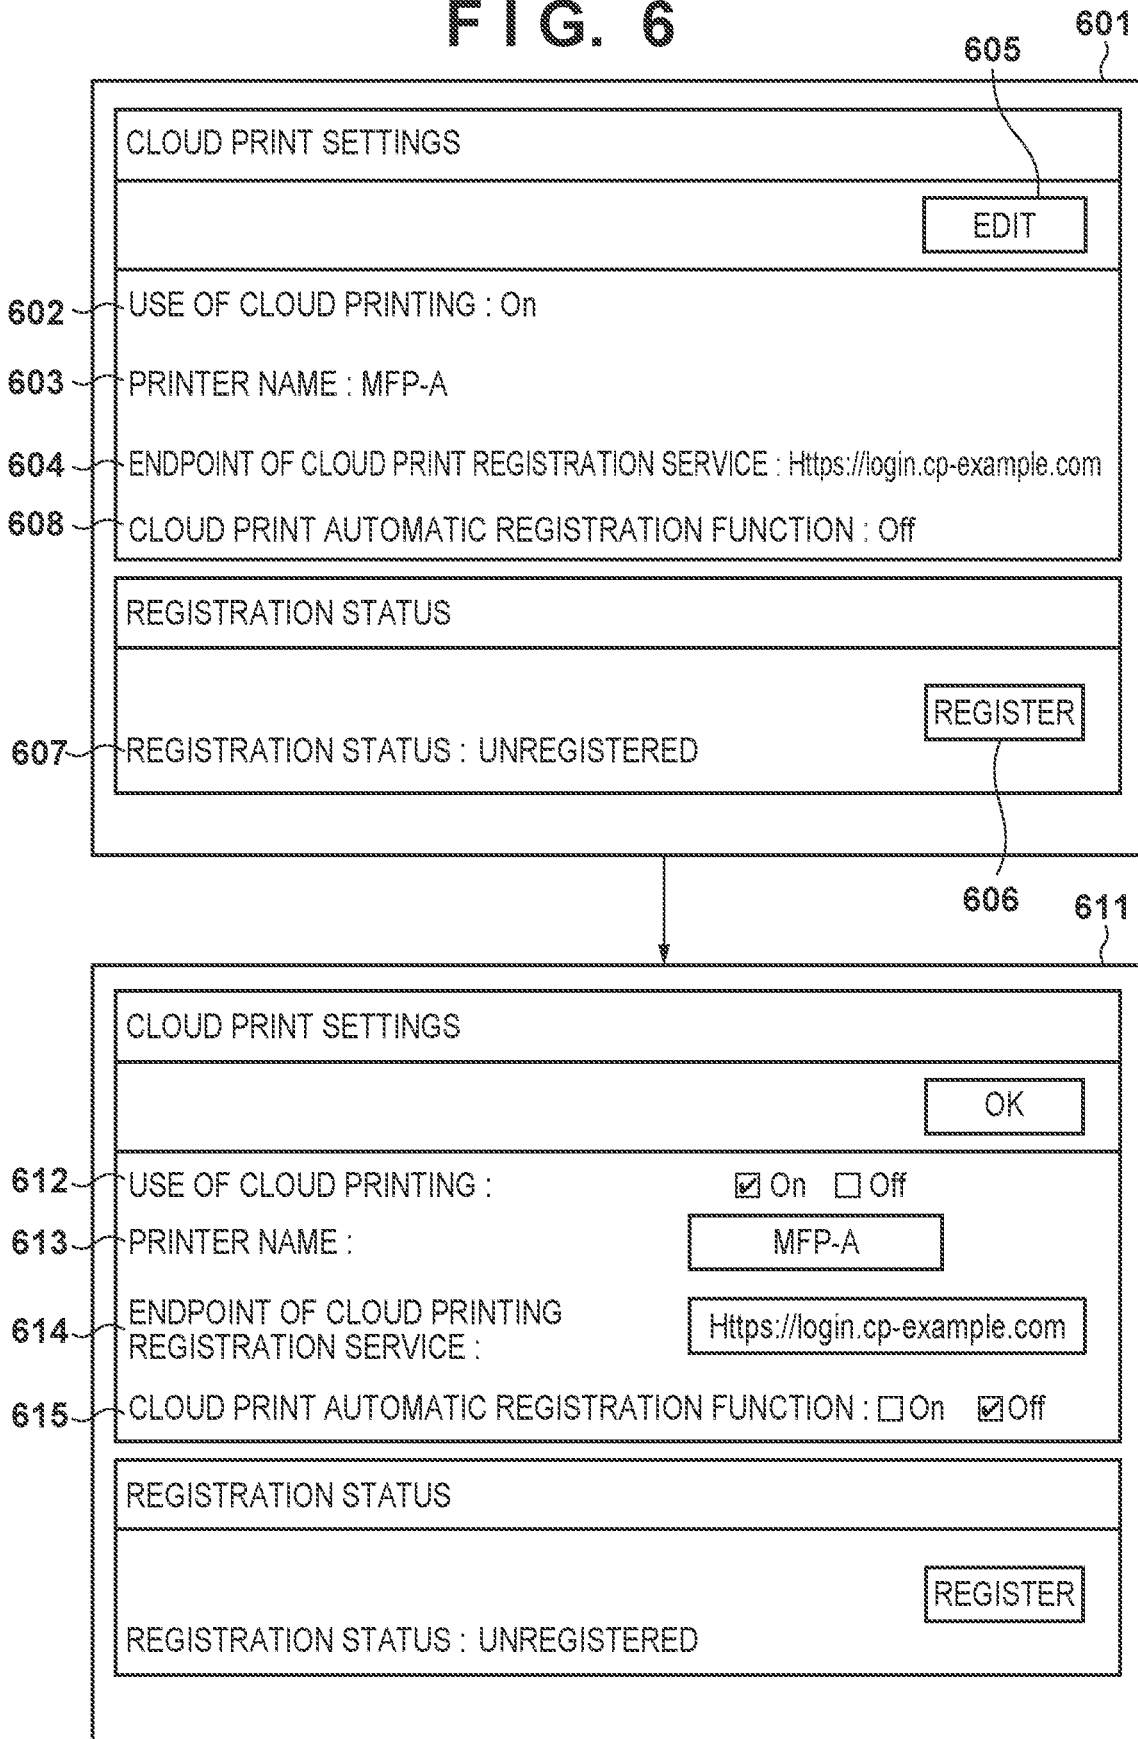 FIG. 6
601
605
CLOUD PRINT SETTINGS
EDIT
602 USE OF CLOUD PRINTING : On
603 PRINTER NAME : MFP-A
604 ENDPOINT OF CLOUD PRINT REGISTRATION SERVICE : Https://login.cp-example.com
608 CLOUD PRINT AUTOMATIC REGISTRATION FUNCTION : Off
REGISTRATION STATUS
REGISTER
607 REGISTRATION STATUS : UNREGISTERED
606
611
CLOUD PRINT SETTINGS
OK
612 USE OF CLOUD PRINTING : On Off
613 PRINTER NAME : MFP-A
614 ENDPOINT OF CLOUD PRINTING
REGISTRATION SERVICE : Https://login.cp-example.com
615 CLOUD PRINT AUTOMATIC REGISTRATION FUNCTION : On Off
REGISTRATION STATUS
REGISTER
REGISTRATION STATUS : UNREGISTERED